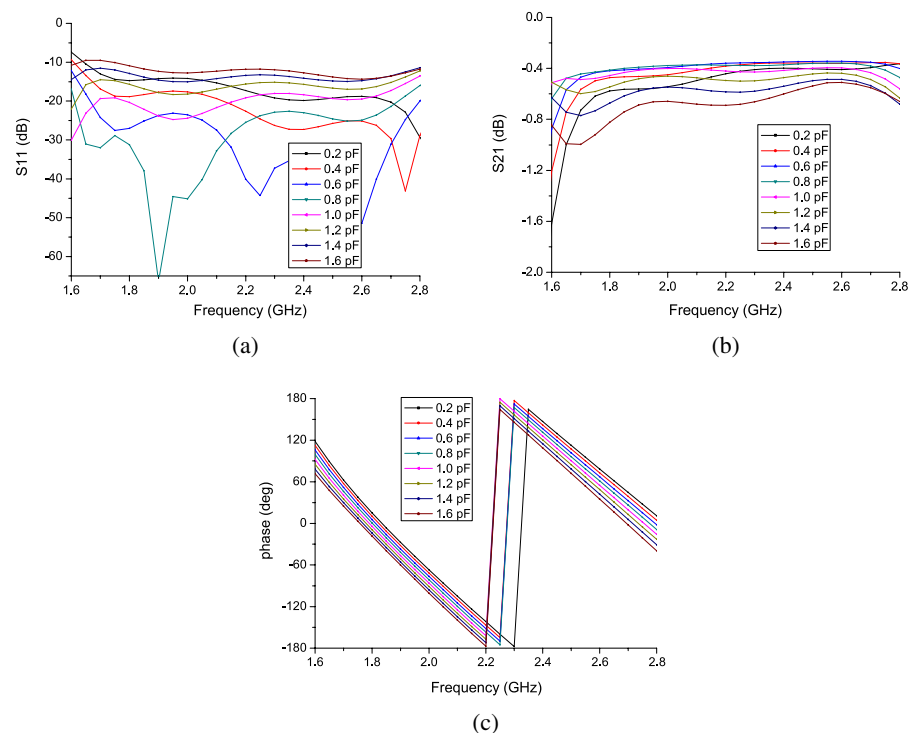 0
-10
-20
-30
-40
-50
-60
S11 (dB)
0.2 pF
0.4 pF
0.6 pF
0.8 pF
1.0 pF
1.2 pF
1.4 pF
1.6 pF
1.6 1.8 2.0 2.2 2.4 2.6 2.8
Frequency (GHz)
(a)
0.0
-0.4
-0.8
-1.2
-1.6
-2.0
S21 (dB)
0.2 pF
0.4 pF
0.6 pF
0.8 pF
1.0 pF
1.2 pF
1.4 pF
1.6 pF
1.6 1.8 2.0 2.2 2.4 2.6 2.8
Frequency (GHz)
(b)
180
120
60
0
-60
-120
-180
phase (deg)
0.2 pF
0.4 pF
0.6 pF
0.8 pF
1.0 pF
1.2 pF
1.4 pF
1.6 pF
1.6 1.8 2.0 2.2 2.4 2.6 2.8
Frequency (GHz)
(c)